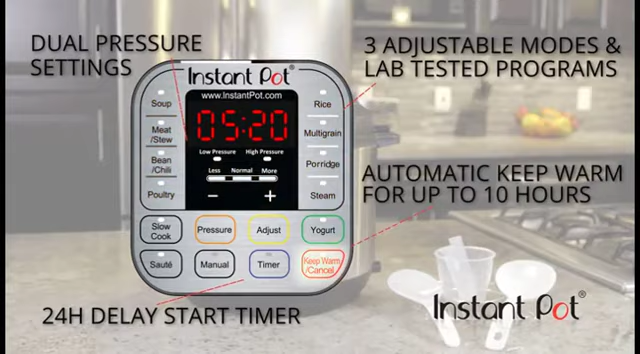 DUAL PRESSURE
SETTINGS
3 ADJUSTABLE MODES &
LAB TESTED PROGRAMS
Instant Pot®
www.InstantPot.com
05:20
Low Pressure High Pressure
Less Normal More
− +
Soup
Meat
/Stew
Bean
/Chili
Poultry
Rice
Multigrain
Porridge
Steam
AUTOMATIC KEEP WARM
FOR UP TO 10 HOURS
Slow
Cook
Pressure
Adjust
Yogurt
Sauté
Manual
Timer
Keep Warm
/Cancel
24H DELAY START TIMER
Instant Pot®